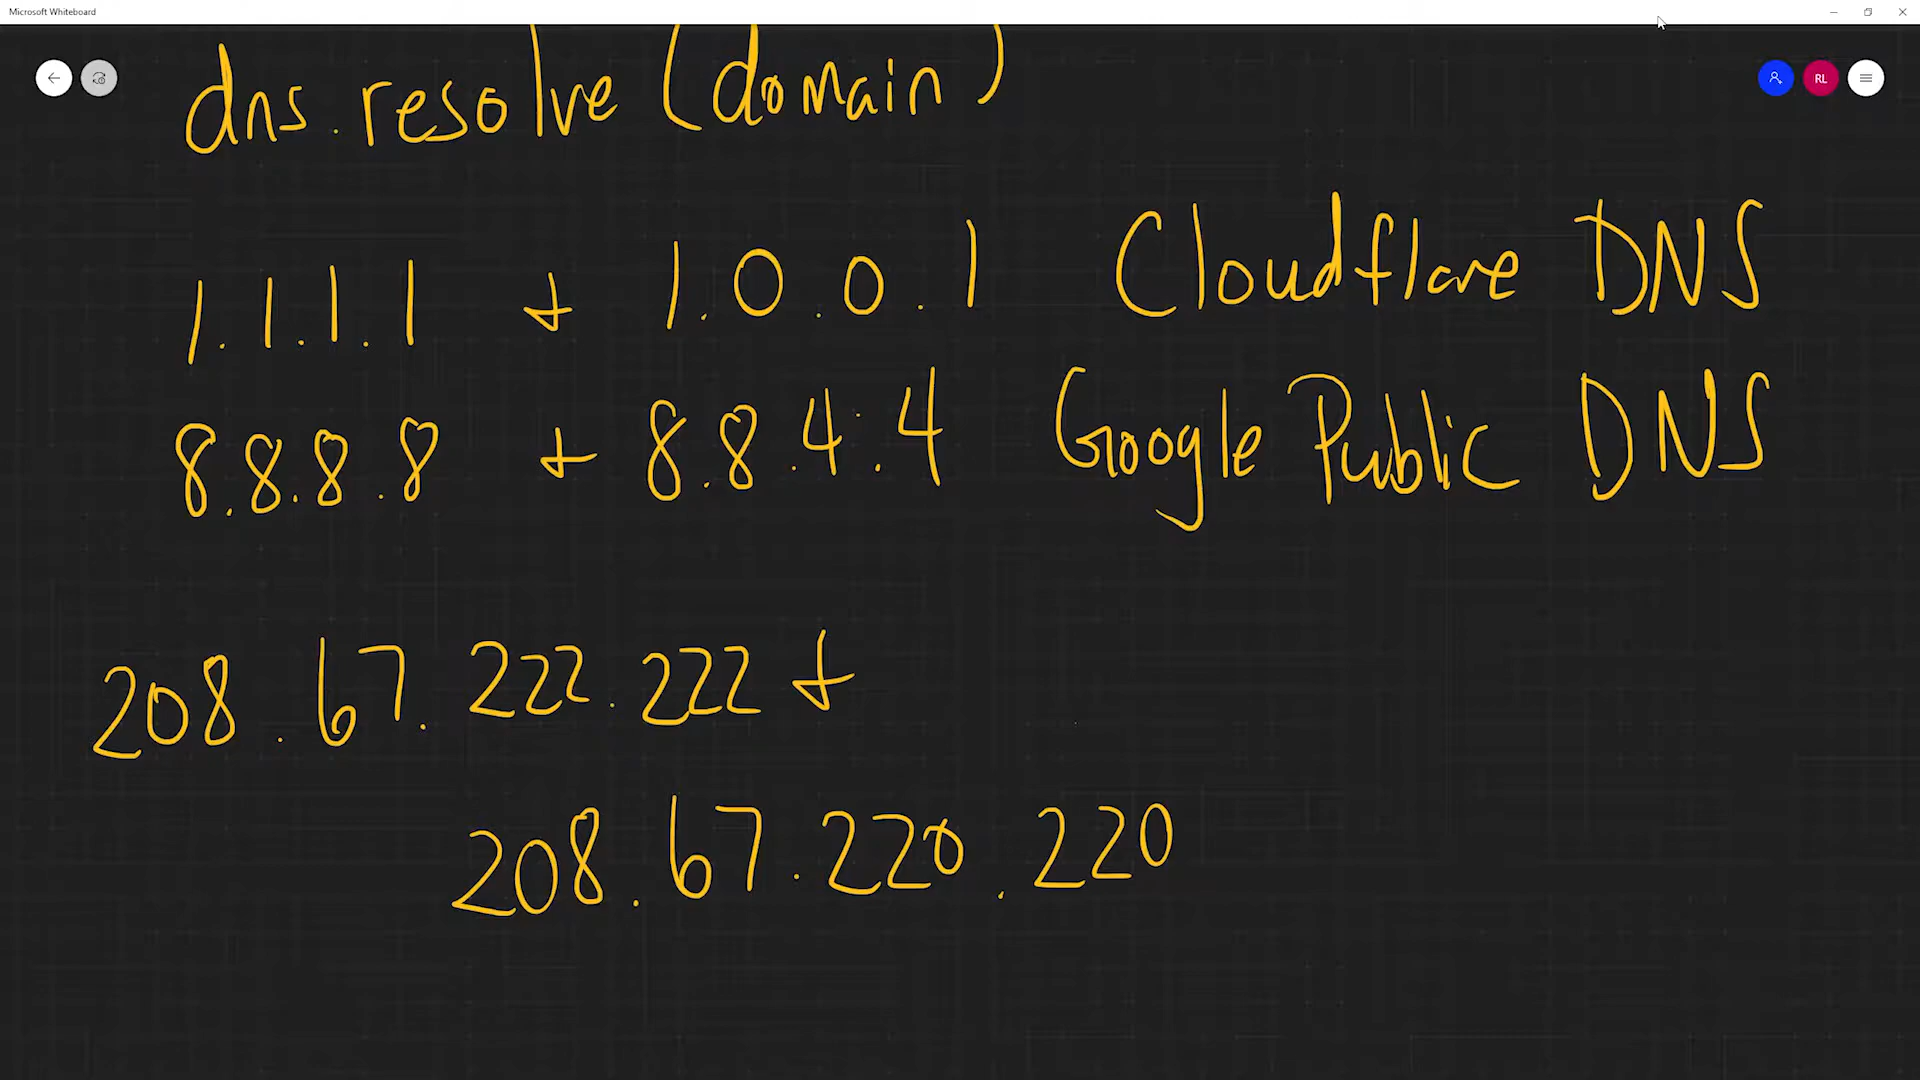 Microsoft Whiteboard
RL
dns.resolve(domain)
1.1.1.1 + 1.0.0.1 Cloudflare DNS
8.8.8.8 + 8.8.4.4 Google Public DNS
208.67.222.222 +
208.67.220.220